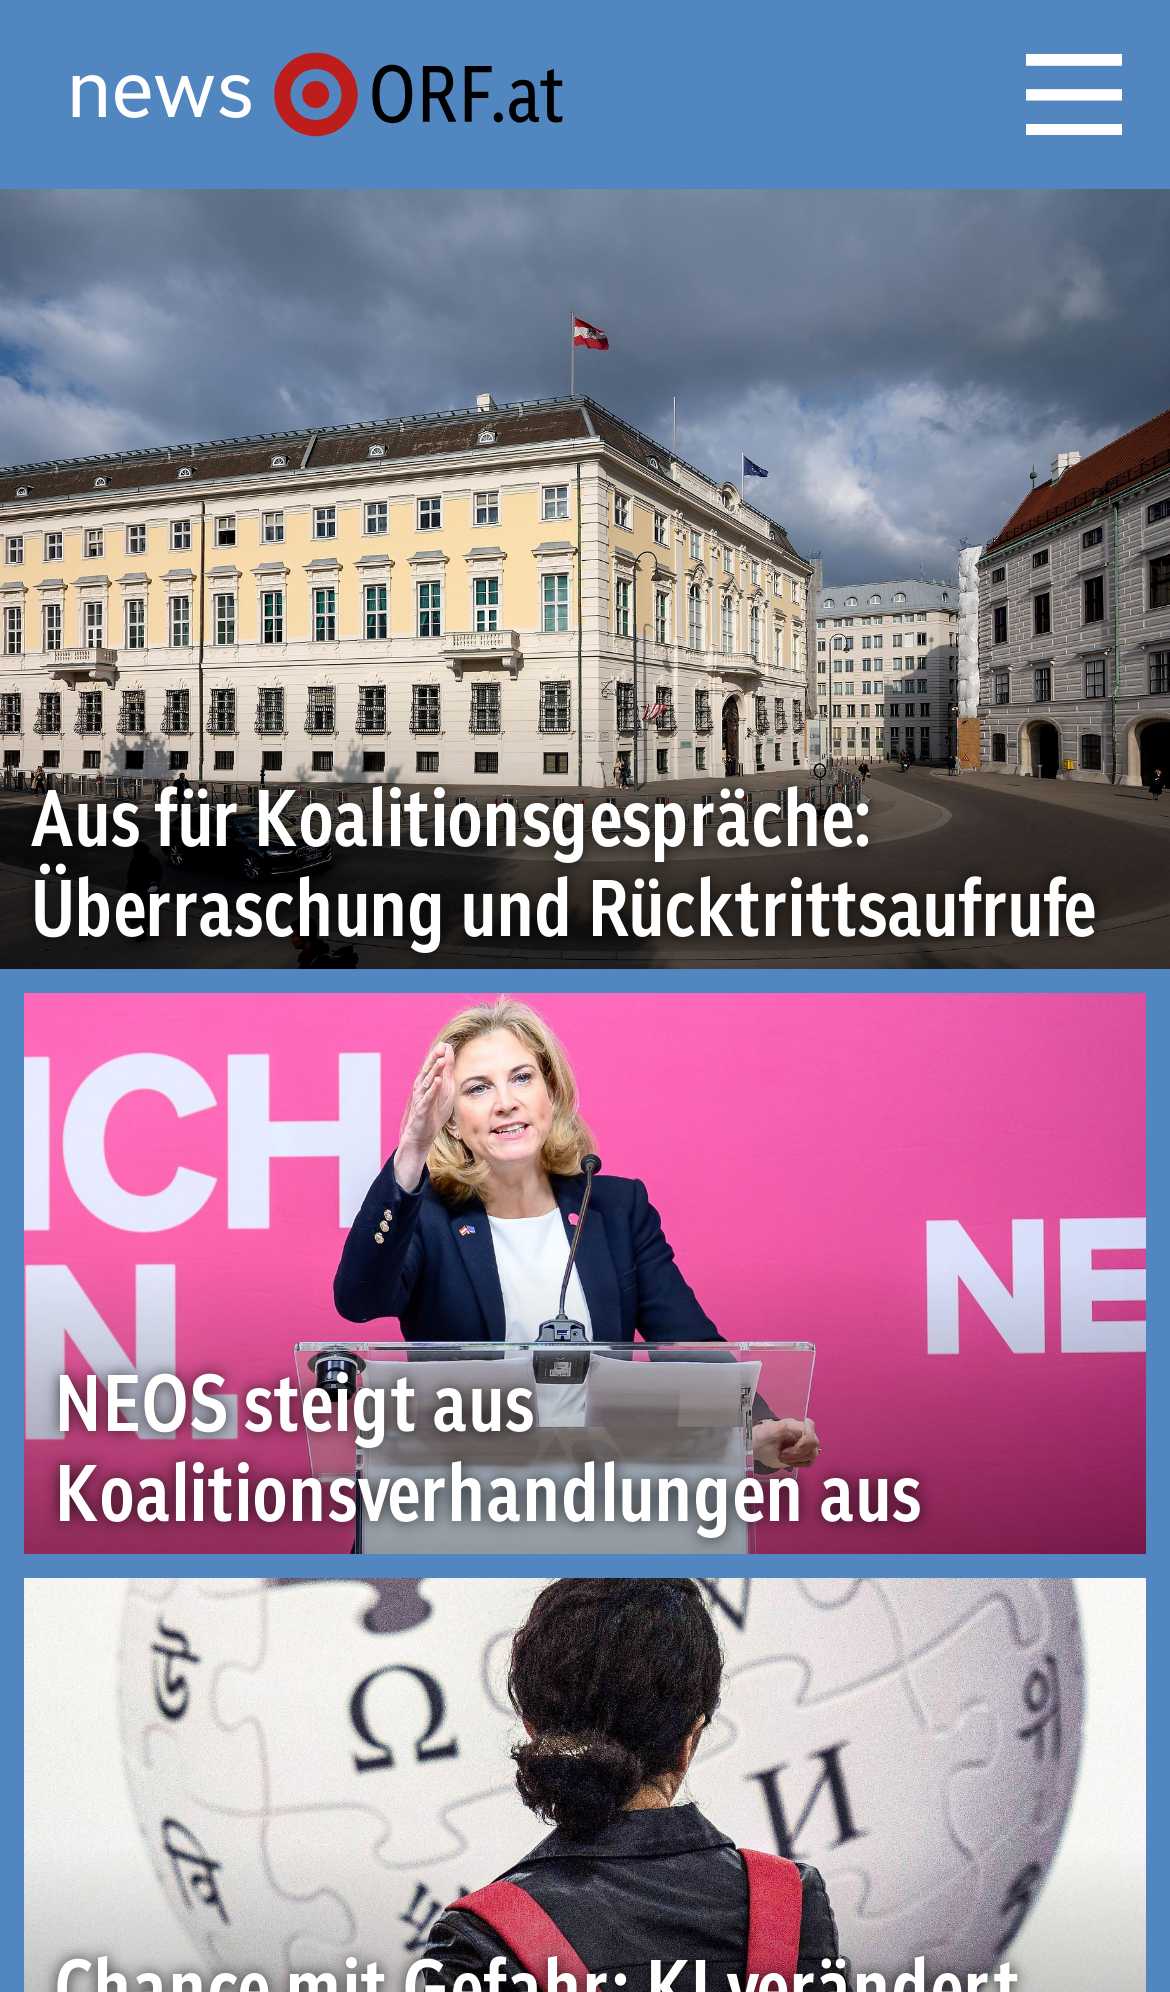 news ORF.at
Aus für Koalitionsgespräche:
Überraschung und Rücktrittsaufrufe
ICH
N.
NE
NEOS steigt aus
Koalitionsverhandlungen aus
Ω
И
Chance mit Gefahr: KI verändert